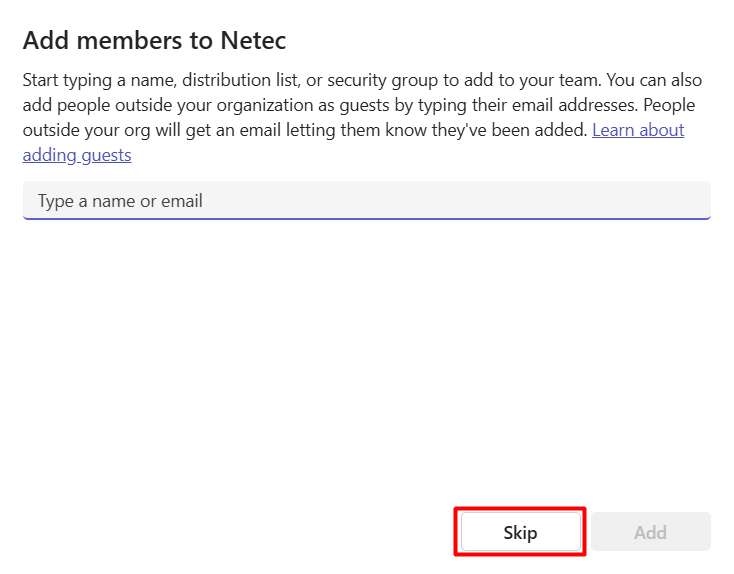 Add members to Netec
Start typing a name, distribution list, or security group to add to your team. You can also
add people outside your organization as guests by typing their email addresses. People
outside your org will get an email letting them know they've been added. Learn about
adding guests
Type a name or email
Skip
Add